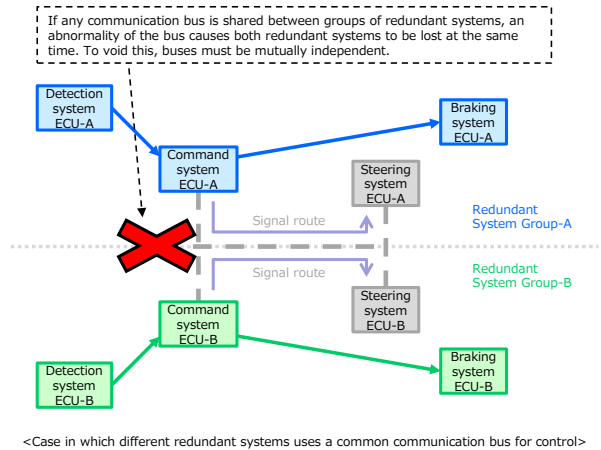 If any communication bus is shared between groups of redundant systems, an
abnormality of the bus causes both redundant systems to be lost at the same
time. To void this, buses must be mutually independent.
Detection
system
ECU-A
Braking
system
ECU-A
Command
system
ECU-A
Steering
system
ECU-A
Signal route
Redundant
System Group-A
Signal route
Redundant
System Group-B
Command
system
ECU-B
Steering
system
ECU-B
Detection
system
ECU-B
Braking
system
ECU-B
<Case in which different redundant systems uses a common communication bus for control>